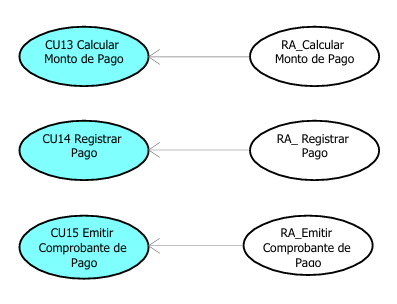 CU13 Calcular
Monto de Pago
RA_Calcular
Monto de Pago
CU14 Registrar
Pago
RA_ Registrar
Pago
CU15 Emitir
Comprobante de
Pago
RA_Emitir
Comprobante de
Pago